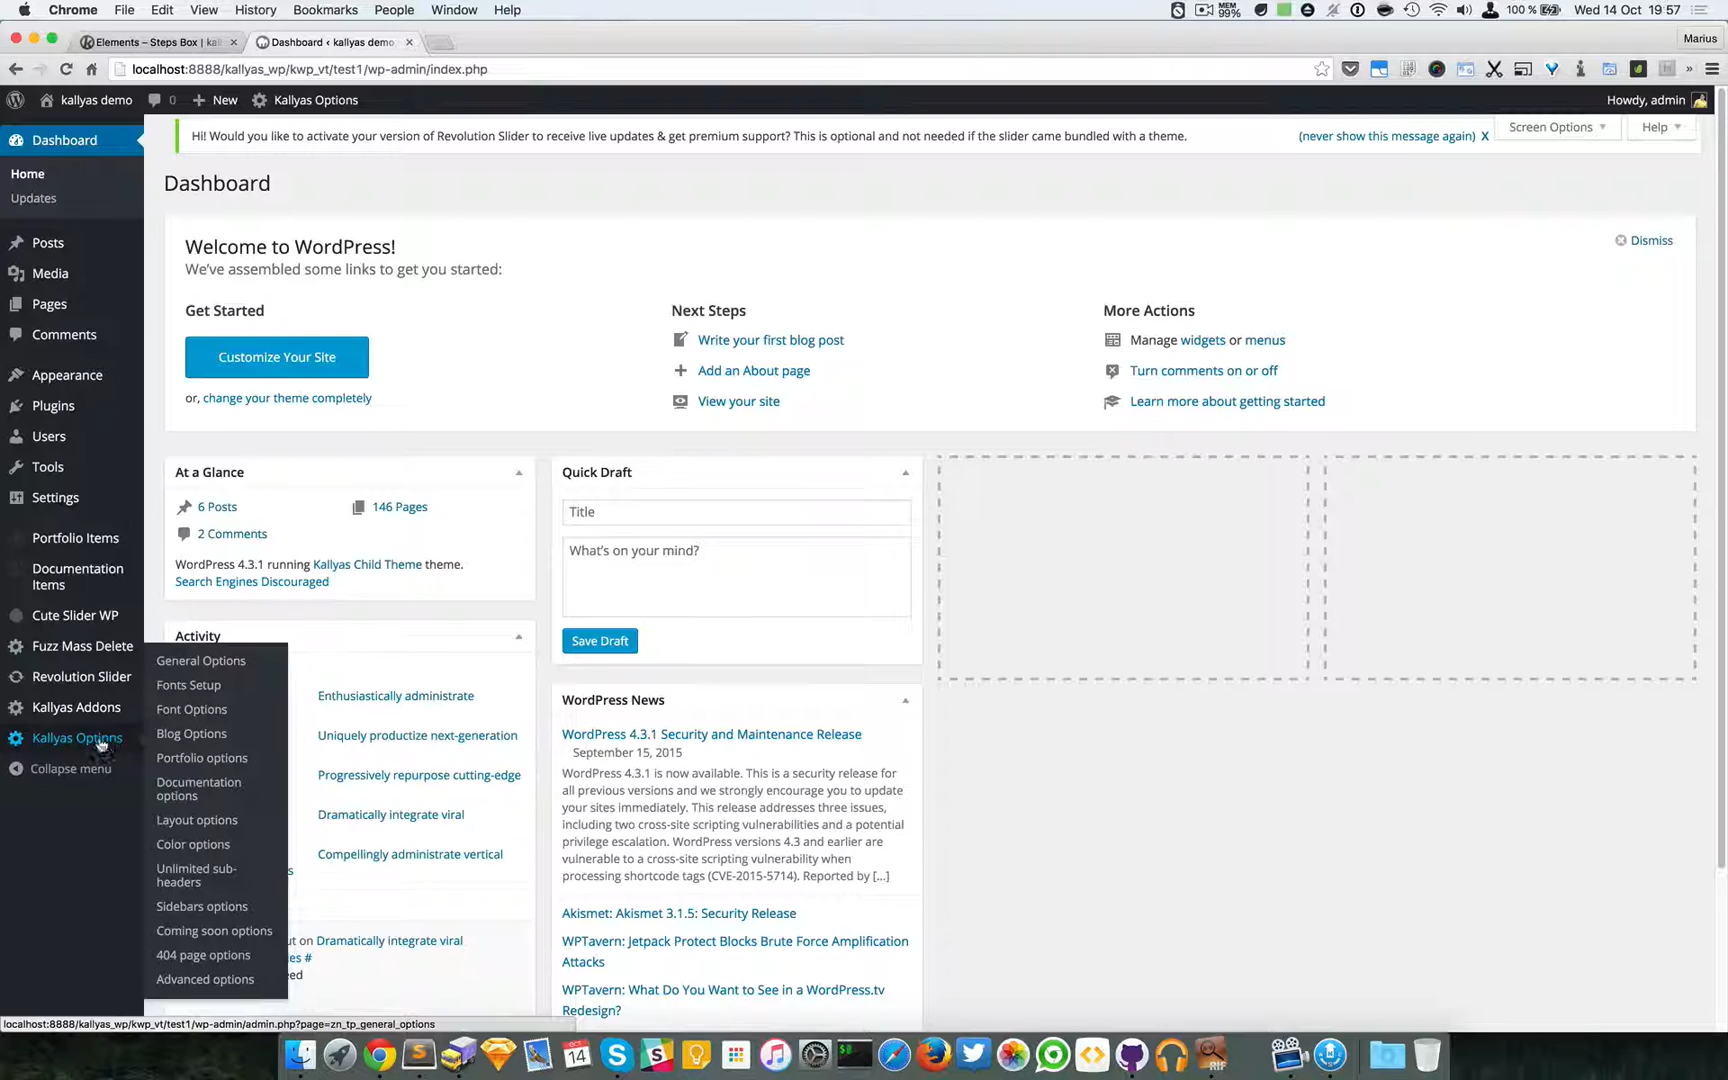 Chrome File Edit View History Bookmarks People Window Help
MEM 99% 100% Wed 14 Oct 19:57
Elements – Steps Box | kal
Dashboard ‹ kallyas demo
Marius
localhost:8888/kallyas_wp/kwp_vt/test1/wp-admin/index.php
kallyas demo 0 New Kallyas Options
Howdy, admin
Hi! Would you like to activate your version of Revolution Slider to receive live updates & get premium support? This is optional and not needed if the slider came bundled with a theme.
(never show this message again) X
Screen Options
Help
Dashboard
Home
Updates
Posts
Media
Pages
Comments
Appearance
Plugins
Users
Tools
Settings
Portfolio Items
Documentation
Items
Cute Slider WP
Fuzz Mass Delete
Revolution Slider
Kallyas Addons
Kallyas Options
Collapse menu
General Options
Fonts Setup
Font Options
Blog Options
Portfolio options
Documentation
options
Layout options
Color options
Unlimited sub-
headers
Sidebars options
Coming soon options
404 page options
Advanced options
Dashboard
Welcome to WordPress!
We've assembled some links to get you started:
Dismiss
Get Started
Customize Your Site
or, change your theme completely
Next Steps
Write your first blog post
Add an About page
View your site
More Actions
Manage widgets or menus
Turn comments on or off
Learn more about getting started
At a Glance
6 Posts
146 Pages
2 Comments
WordPress 4.3.1 running Kallyas Child Theme theme.
Search Engines Discouraged
Activity
Enthusiastically administrate
Uniquely productize next-generation
Progressively repurpose cutting-edge
Dramatically integrate viral
Compellingly administrate vertical
s
ut on Dramatically integrate viral
ies #
eed
Quick Draft
Title
What's on your mind?
Save Draft
WordPress News
WordPress 4.3.1 Security and Maintenance Release
September 15, 2015
WordPress 4.3.1 is now available. This is a security release for
all previous versions and we strongly encourage you to update
your sites immediately. This release addresses three issues,
including two cross-site scripting vulnerabilities and a potential
privilege escalation. WordPress versions 4.3 and earlier are
vulnerable to a cross-site scripting vulnerability when
processing shortcode tags (CVE-2015-5714). Reported by [...]
Akismet: Akismet 3.1.5: Security Release
WPTavern: Jetpack Protect Blocks Brute Force Amplification
Attacks
WPTavern: What Do You Want to See in a WordPress.tv
Redesign?
localhost:8888/kallyas_wp/kwp_vt/test1/wp-admin/admin.php?page=zn_tp_general_options
14
RIF